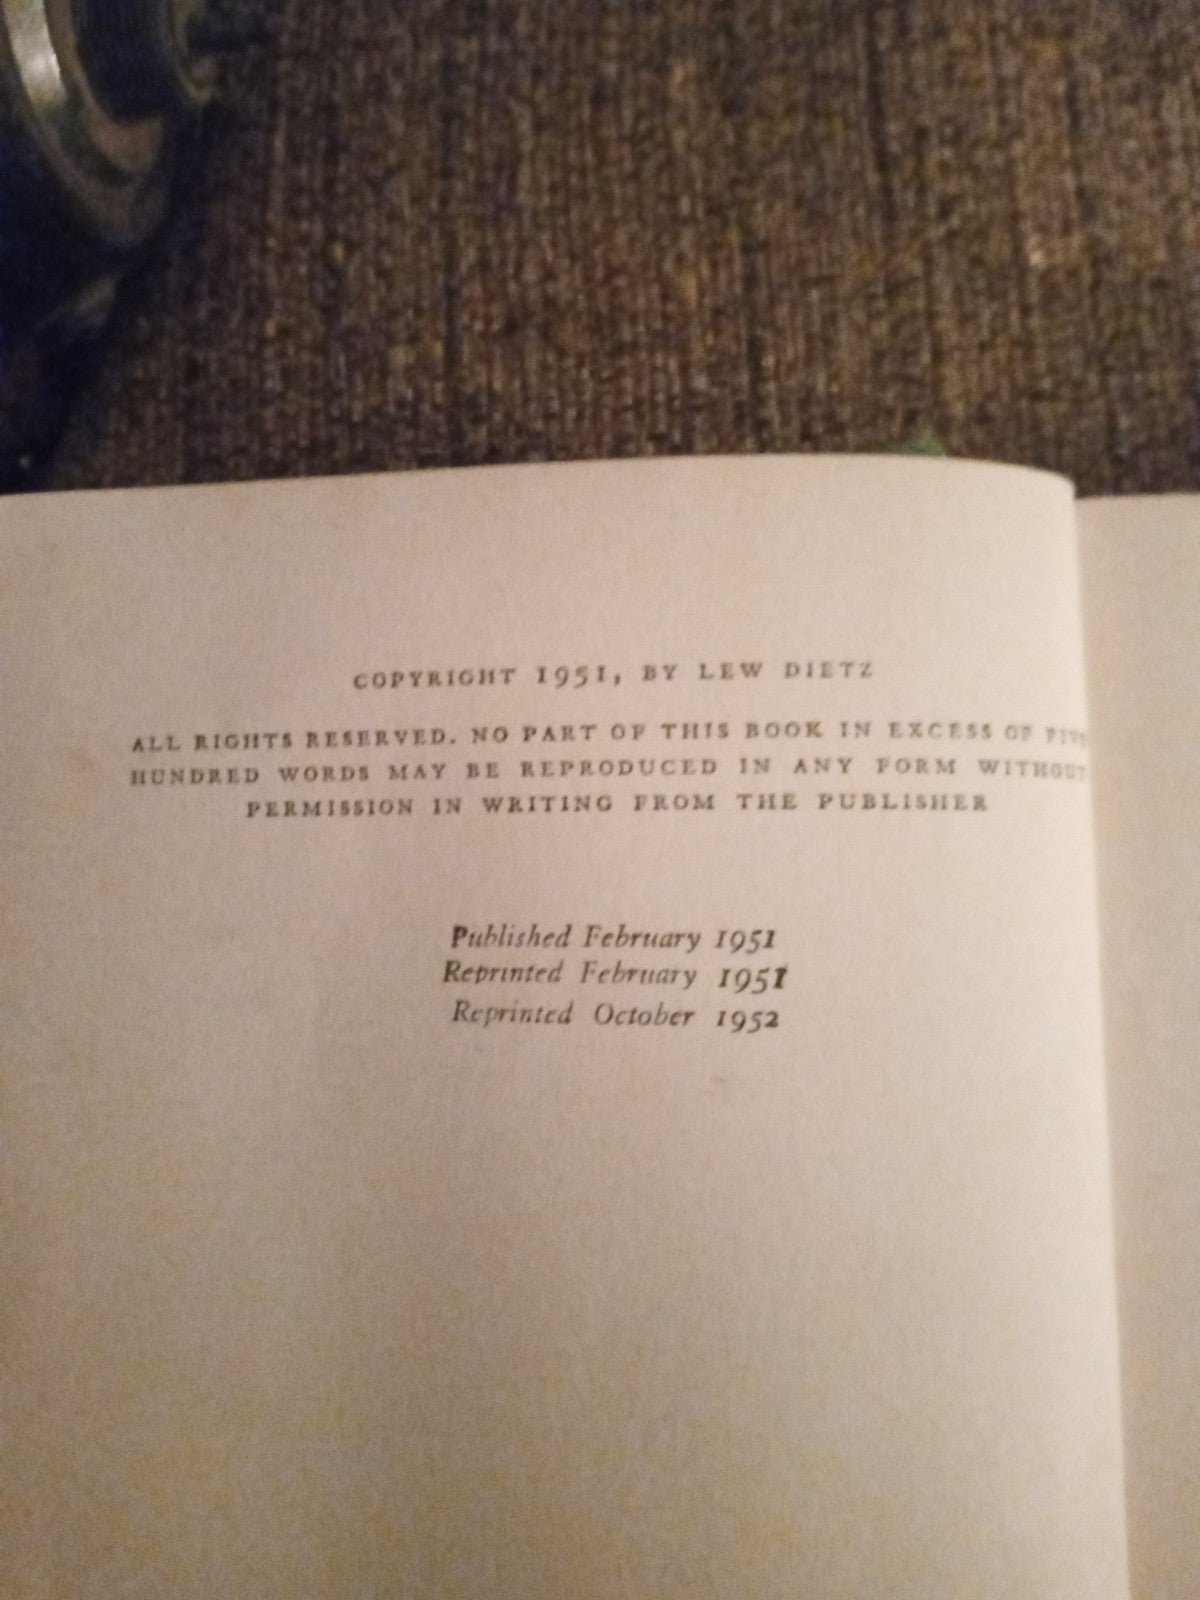 COPYRIGHT 1951, BY LEW DIETZ
ALL RIGHTS RESERVED. NO PART OF THIS BOOK IN EXCESS OF FIVE
HUNDRED WORDS MAY BE REPRODUCED IN ANY FORM WITHOUT
PERMISSION IN WRITING FROM THE PUBLISHER
Published February 1951
Reprinted February 1951
Reprinted October 1952